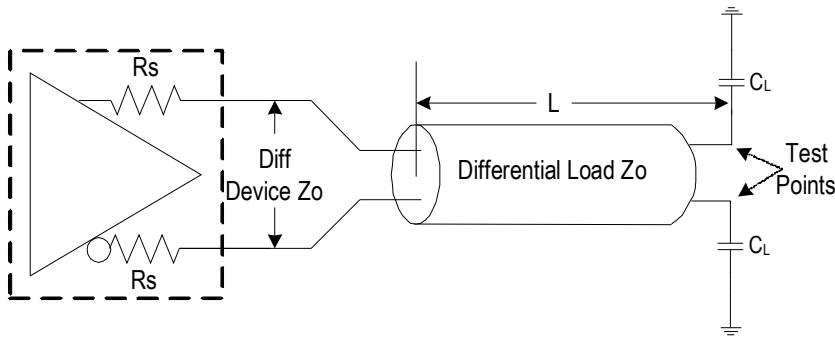 Rs
CL
L
Diff
Device Zo
Differential Load Zo
Test
Points
Rs
CL